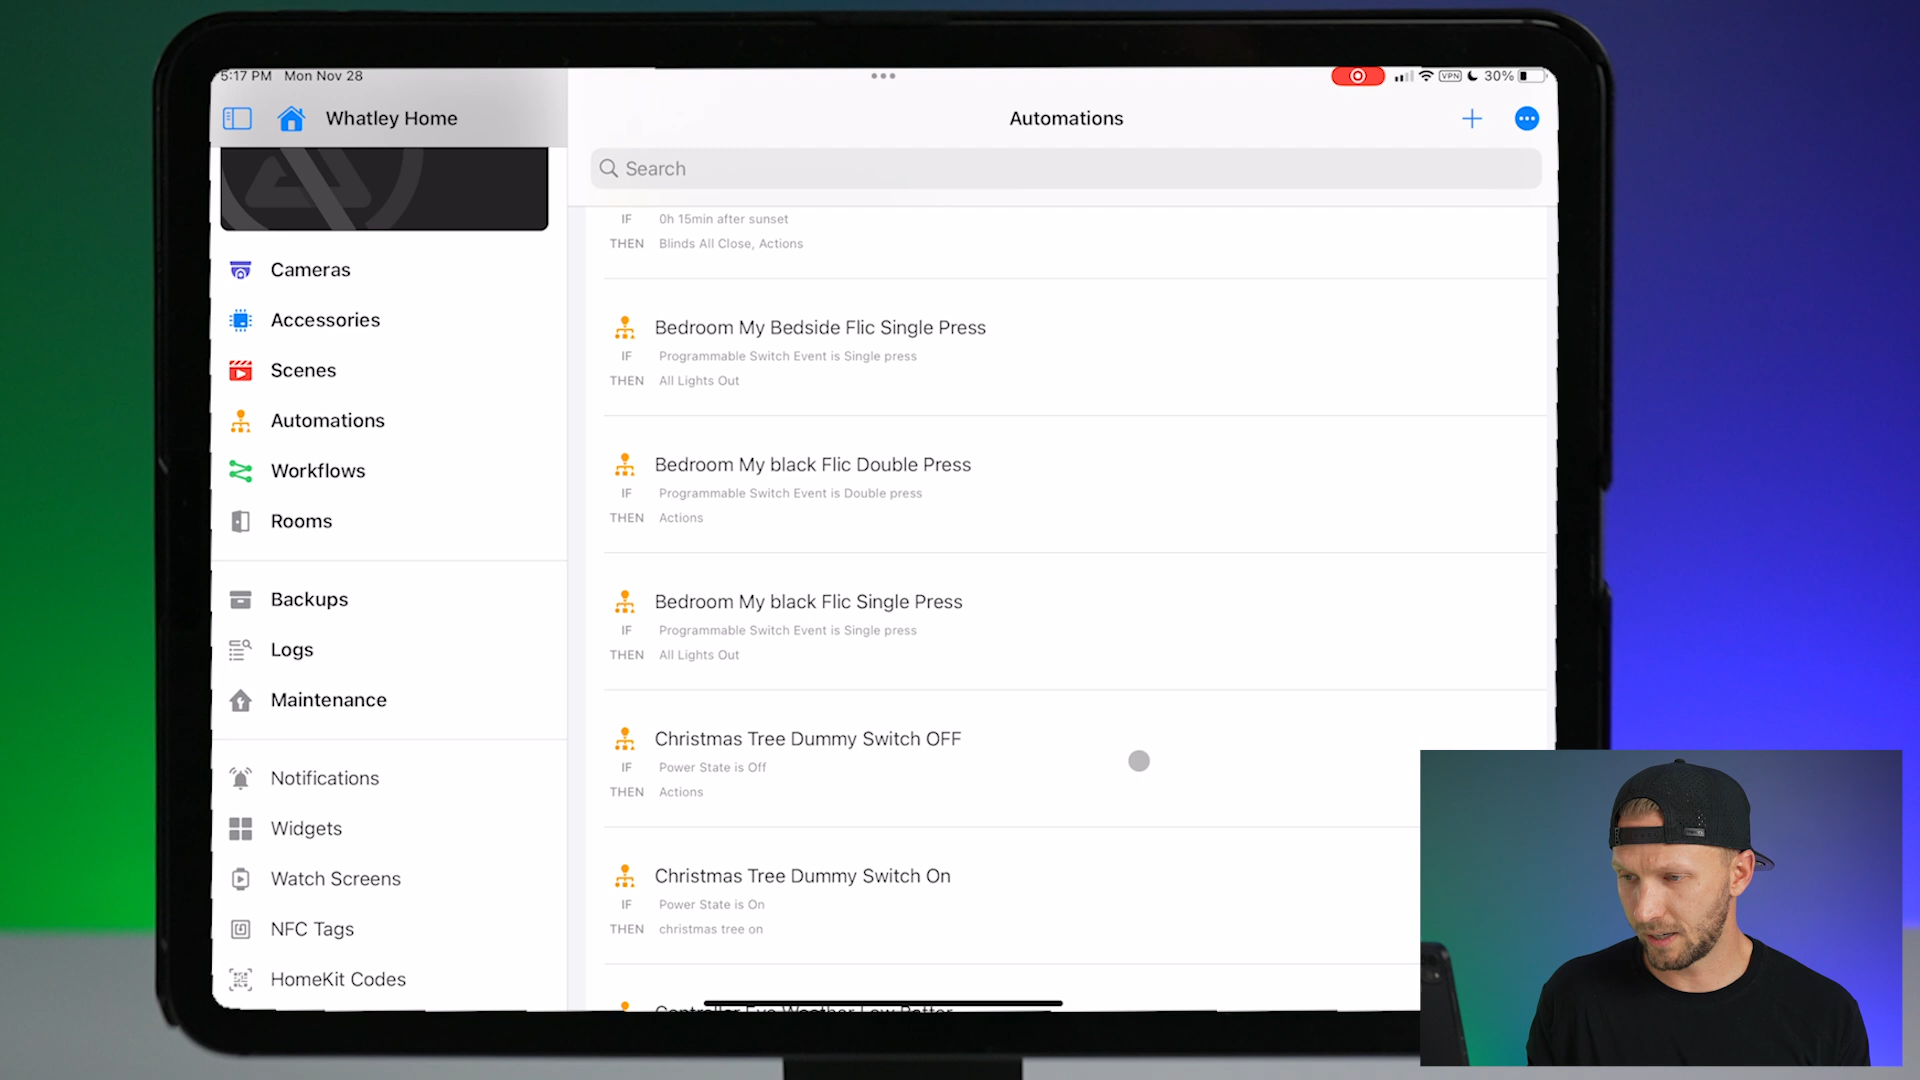 5:17 PM Mon Nov 28
VPN 30%
Whatley Home
Automations
Search
Cameras
Accessories
Scenes
Automations
Workflows
Rooms
Backups
Logs
Maintenance
Notifications
Widgets
Watch Screens
NFC Tags
HomeKit Codes
IF 0h 15min after sunset
THEN Blinds All Close, Actions
Bedroom My Bedside Flic Single Press
IF Programmable Switch Event is Single press
THEN All Lights Out
Bedroom My black Flic Double Press
IF Programmable Switch Event is Double press
THEN Actions
Bedroom My black Flic Single Press
IF Programmable Switch Event is Single press
THEN All Lights Out
Christmas Tree Dummy Switch OFF
IF Power State is Off
THEN Actions
Christmas Tree Dummy Switch On
IF Power State is On
THEN christmas tree on
Controller Eve Weather Low